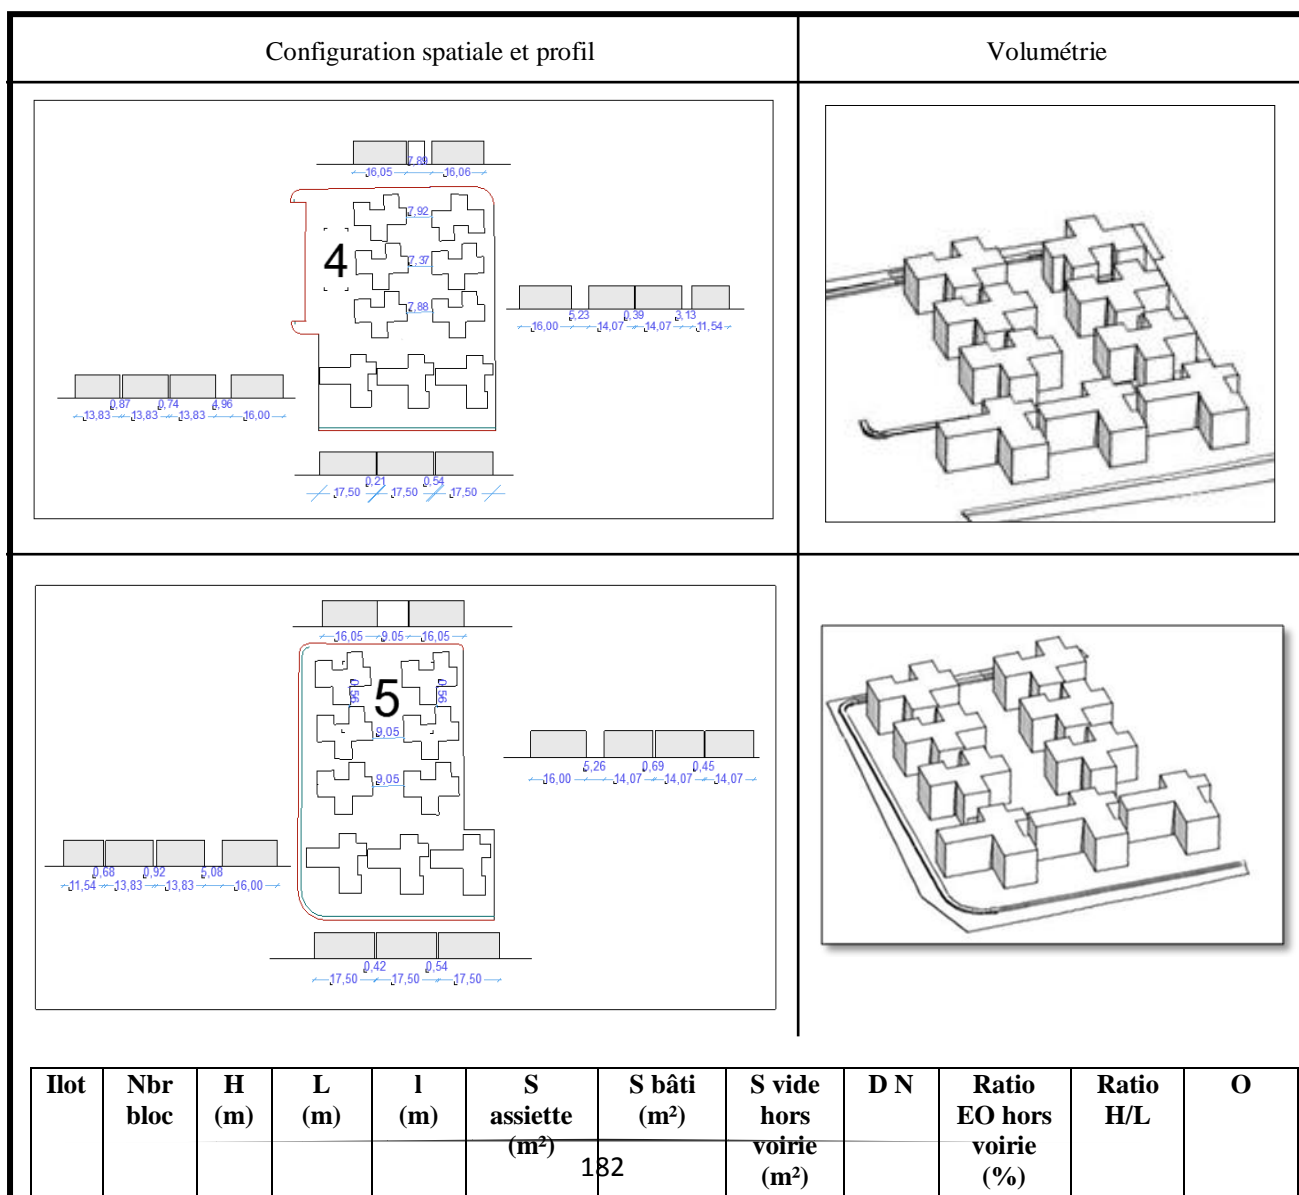 Configuration spatiale et profil
Volumétrie
7,89
16,05 16,06
7,92
4
7,37
7,88
5,23 0,39 3,13
16,00 14,07 14,07 11,54
0,87 0,74 4,96
13,83 13,83 13,83 16,00
0,21 0,54
17,50 17,50 17,50
16,05 9,05 16,05
0,56 0,56
5
9,05
9,05
5,26 0,69 0,45
16,00 14,07 14,07 14,07
0,68 0,92 5,08
11,54 13,83 13,83 16,00
0,42 0,54
17,50 17,50 17,50
Ilot Nbr H L l S S bâti S vide D N Ratio Ratio O
bloc (m) (m) (m) assiette (m²) hors EO hors H/L
(m²) voirie voirie
(m²) (%)
182